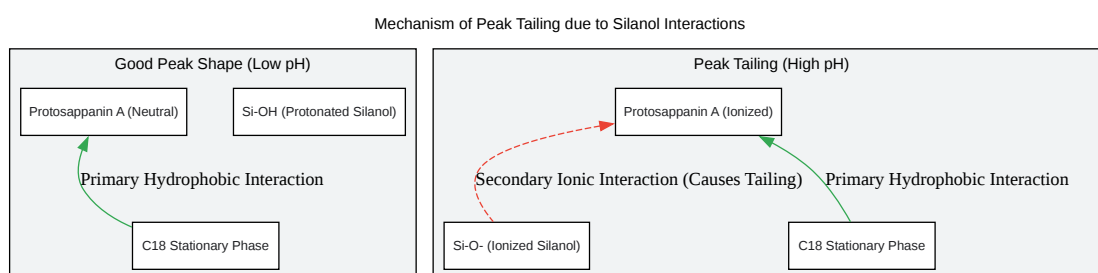 Mechanism of Peak Tailing due to Silanol Interactions
Good Peak Shape (Low pH)
Protosappanin A (Neutral)
Si-OH (Protonated Silanol)
Primary Hydrophobic Interaction
C18 Stationary Phase
Peak Tailing (High pH)
Protosappanin A (Ionized)
Secondary Ionic Interaction (Causes Tailing)
Primary Hydrophobic Interaction
Si-O- (Ionized Silanol)
C18 Stationary Phase